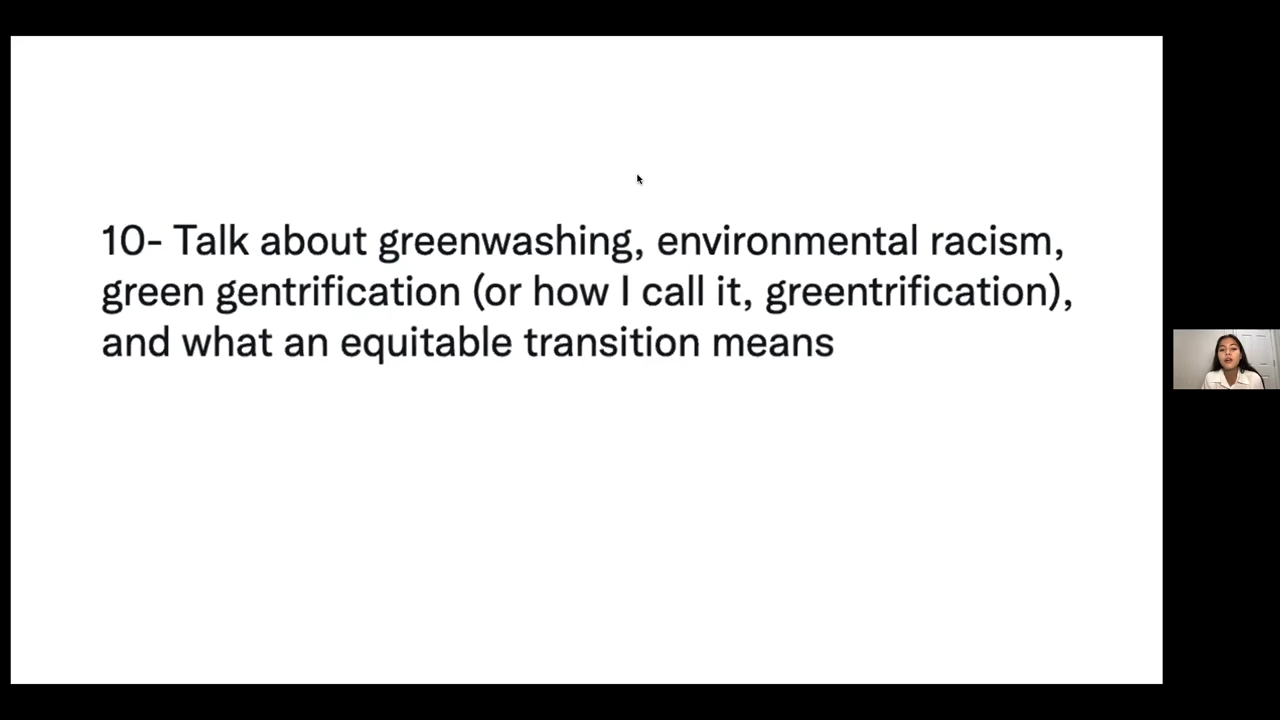 10- Talk about greenwashing, environmental racism,
green gentrification (or how I call it, greentrification),
and what an equitable transition means